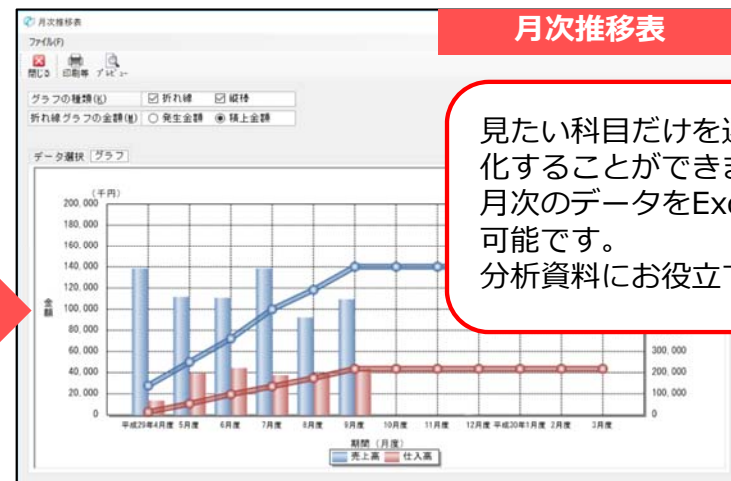 月次推移表
月次推移表
ファイル(F)
閉じる 印刷等 プレビュー
グラフの種類(K) 折れ線 縦棒
折れ線グラフの金額(M) 発生金額 積上金額
データ選択 グラフ
見たい科目だけを
化することができま
月次のデータをExc
可能です。
分析資料にお役立て
(千円)
200,000
180,000
160,000
140,000
120,000
100,000
80,000
60,000
40,000
20,000
0
金額
300,000
200,000
100,000
0
平成29年4月度 5月度 6月度 7月度 8月度 9月度 10月度 11月度 12月度 平成30年1月度 2月度 3月度
期間 (月度)
売上高 仕入高